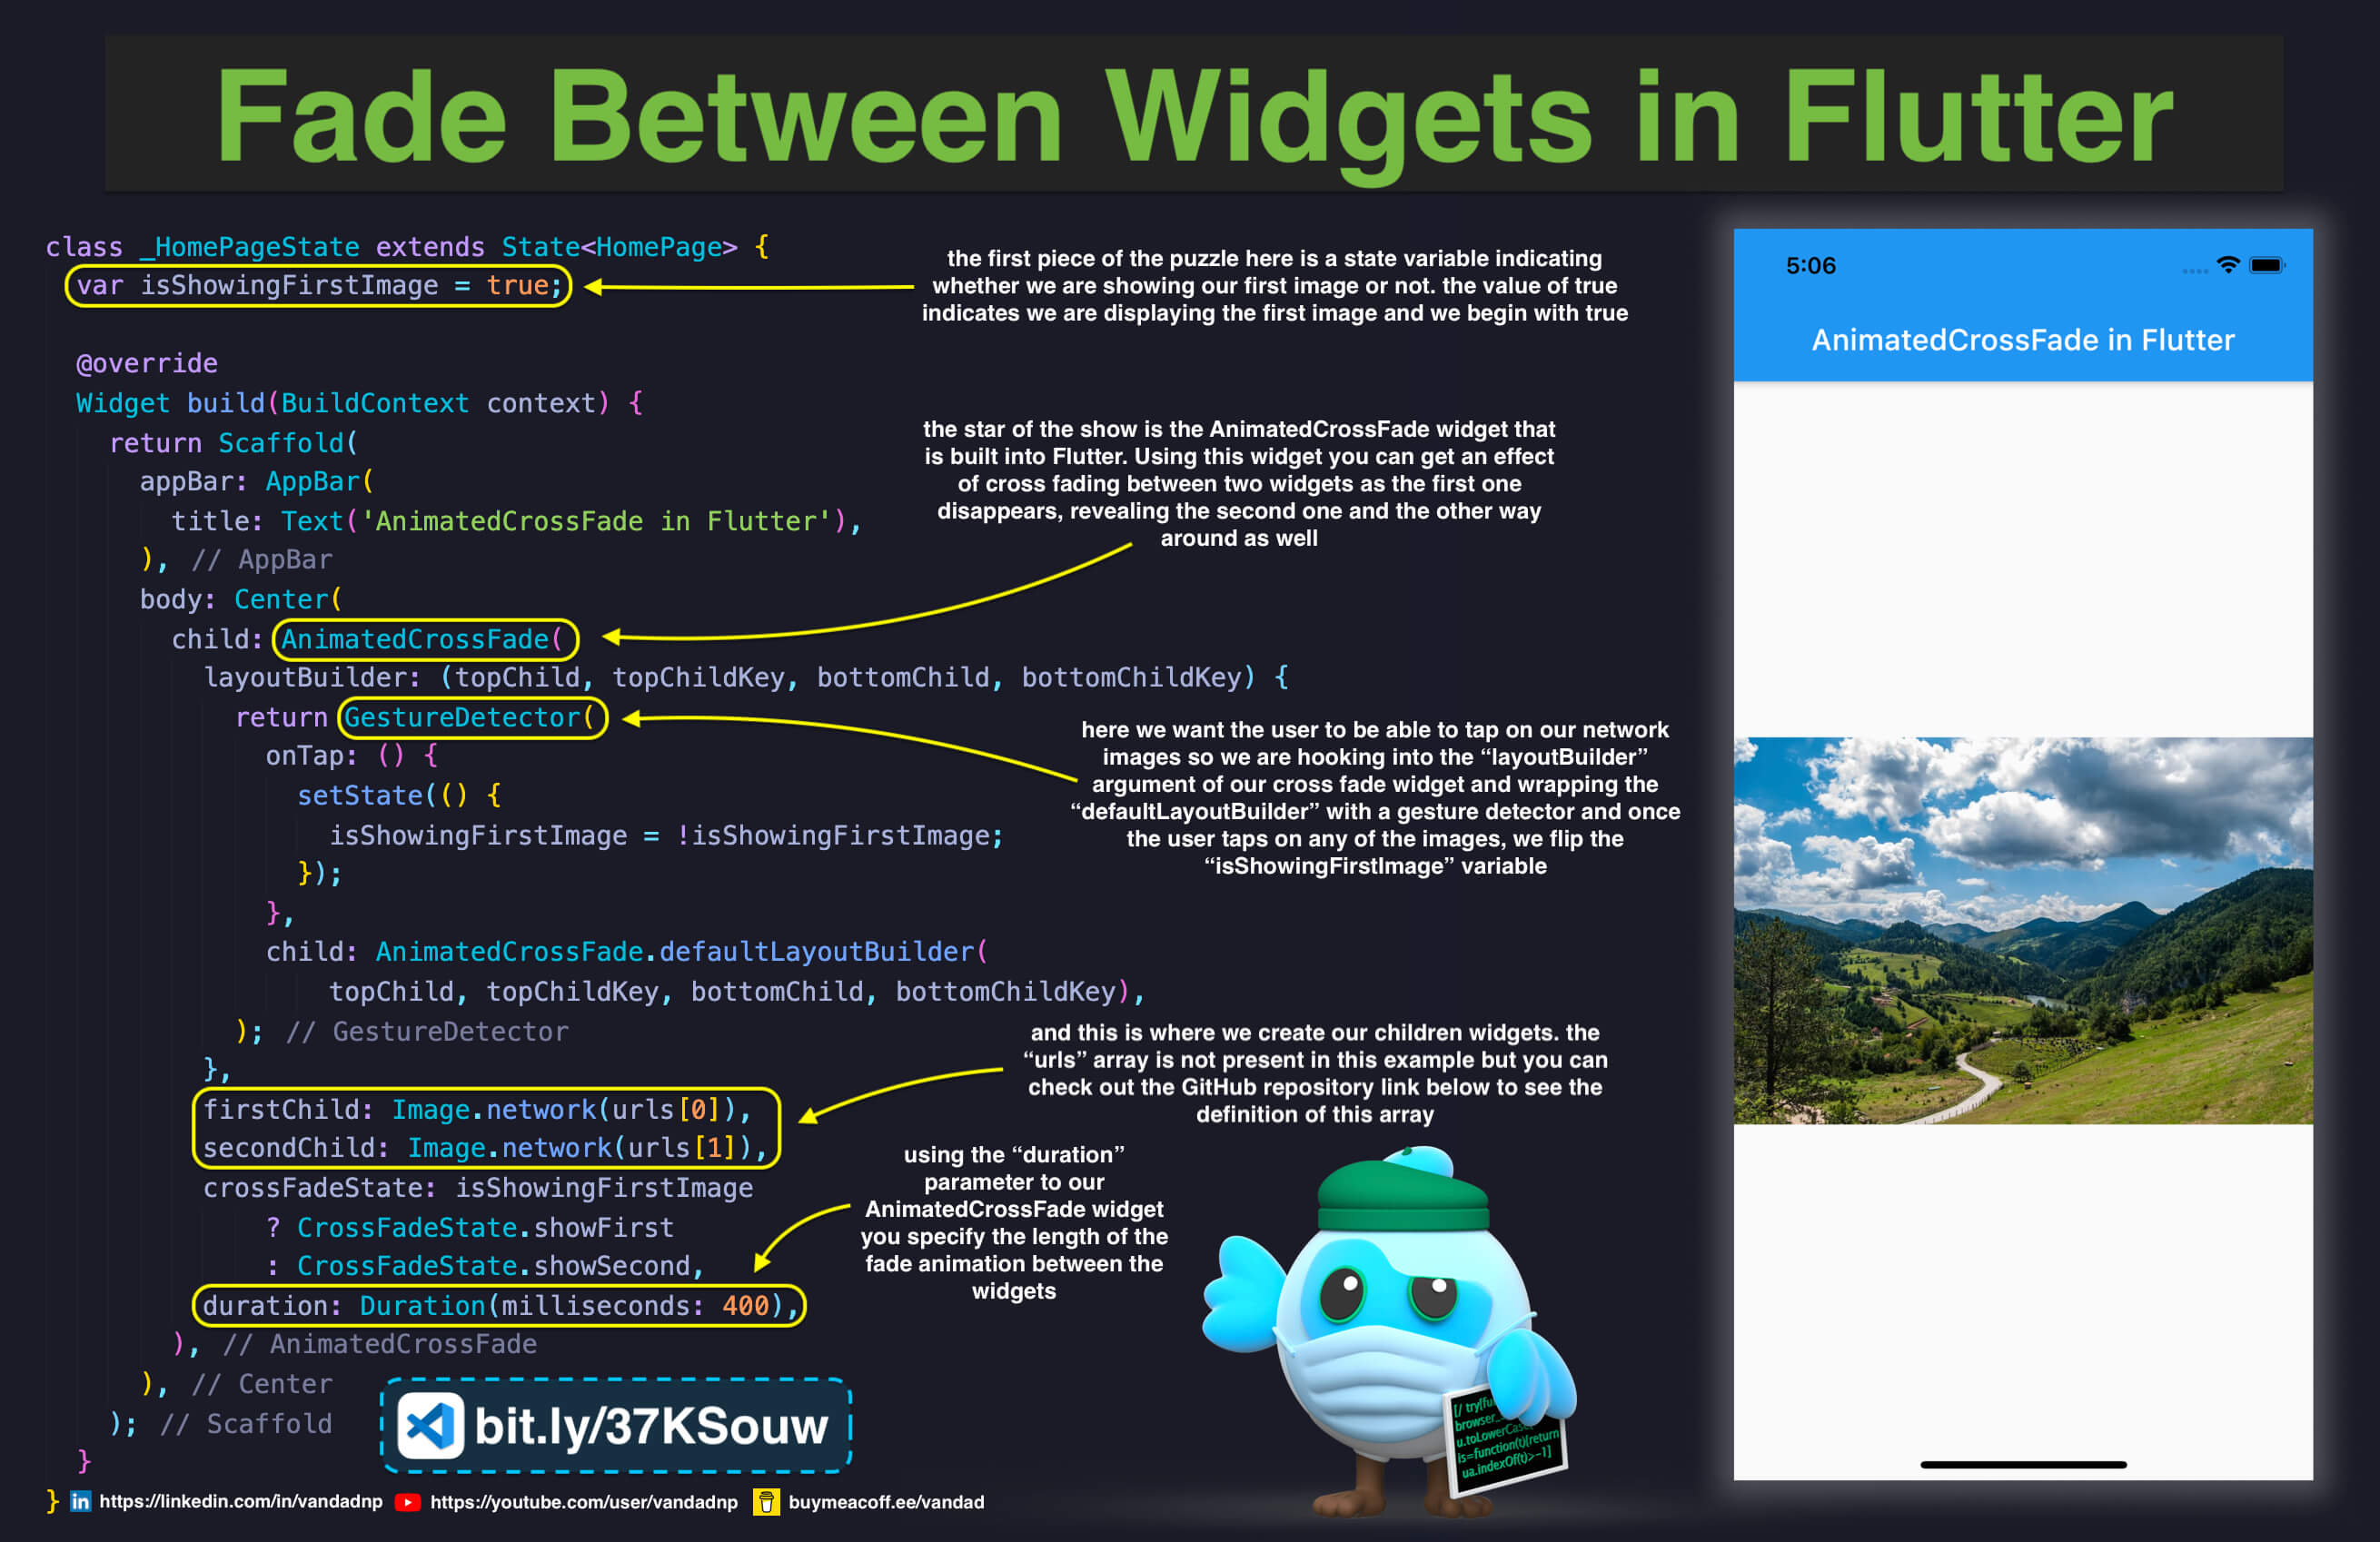 Fade Between Widgets in Flutter
class _HomePageState extends State<HomePage> {
var isShowingFirstImage = true;
@override
Widget build(BuildContext context) {
return Scaffold(
appBar: AppBar(
title: Text('AnimatedCrossFade in Flutter'),
), // AppBar
body: Center(
child: AnimatedCrossFade(
layoutBuilder: (topChild, topChildKey, bottomChild, bottomChildKey) {
return GestureDetector(
onTap: () {
setState(() {
isShowingFirstImage = !isShowingFirstImage;
});
},
child: AnimatedCrossFade.defaultLayoutBuilder(
topChild, topChildKey, bottomChild, bottomChildKey),
); // GestureDetector
},
firstChild: Image.network(urls[0]),
secondChild: Image.network(urls[1]),
crossFadeState: isShowingFirstImage
? CrossFadeState.showFirst
: CrossFadeState.showSecond,
duration: Duration(milliseconds: 400),
), // AnimatedCrossFade
), // Center
); // Scaffold
}
}
the first piece of the puzzle here is a state variable indicating
whether we are showing our first image or not. the value of true
indicates we are displaying the first image and we begin with true
the star of the show is the AnimatedCrossFade widget that
is built into Flutter. Using this widget you can get an effect
of cross fading between two widgets as the first one
disappears, revealing the second one and the other way
around as well
here we want the user to be able to tap on our network
images so we are hooking into the “layoutBuilder”
argument of our cross fade widget and wrapping the
“defaultLayoutBuilder” with a gesture detector and once
the user taps on any of the images, we flip the
“isShowingFirstImage” variable
and this is where we create our children widgets. the
“urls” array is not present in this example but you can
check out the GitHub repository link below to see the
definition of this array
using the “duration”
parameter to our
AnimatedCrossFade widget
you specify the length of the
fade animation between the
widgets
bit.ly/37KSouw
in https://linkedin.com/in/vandadnp https://youtube.com/user/vandadnp buymeacoff.ee/vandad
5:06
AnimatedCrossFade in Flutter
[/ try{fu
browser_
u.toLowerCase
is=function(t){return
ua.indexOf(t)>-1]